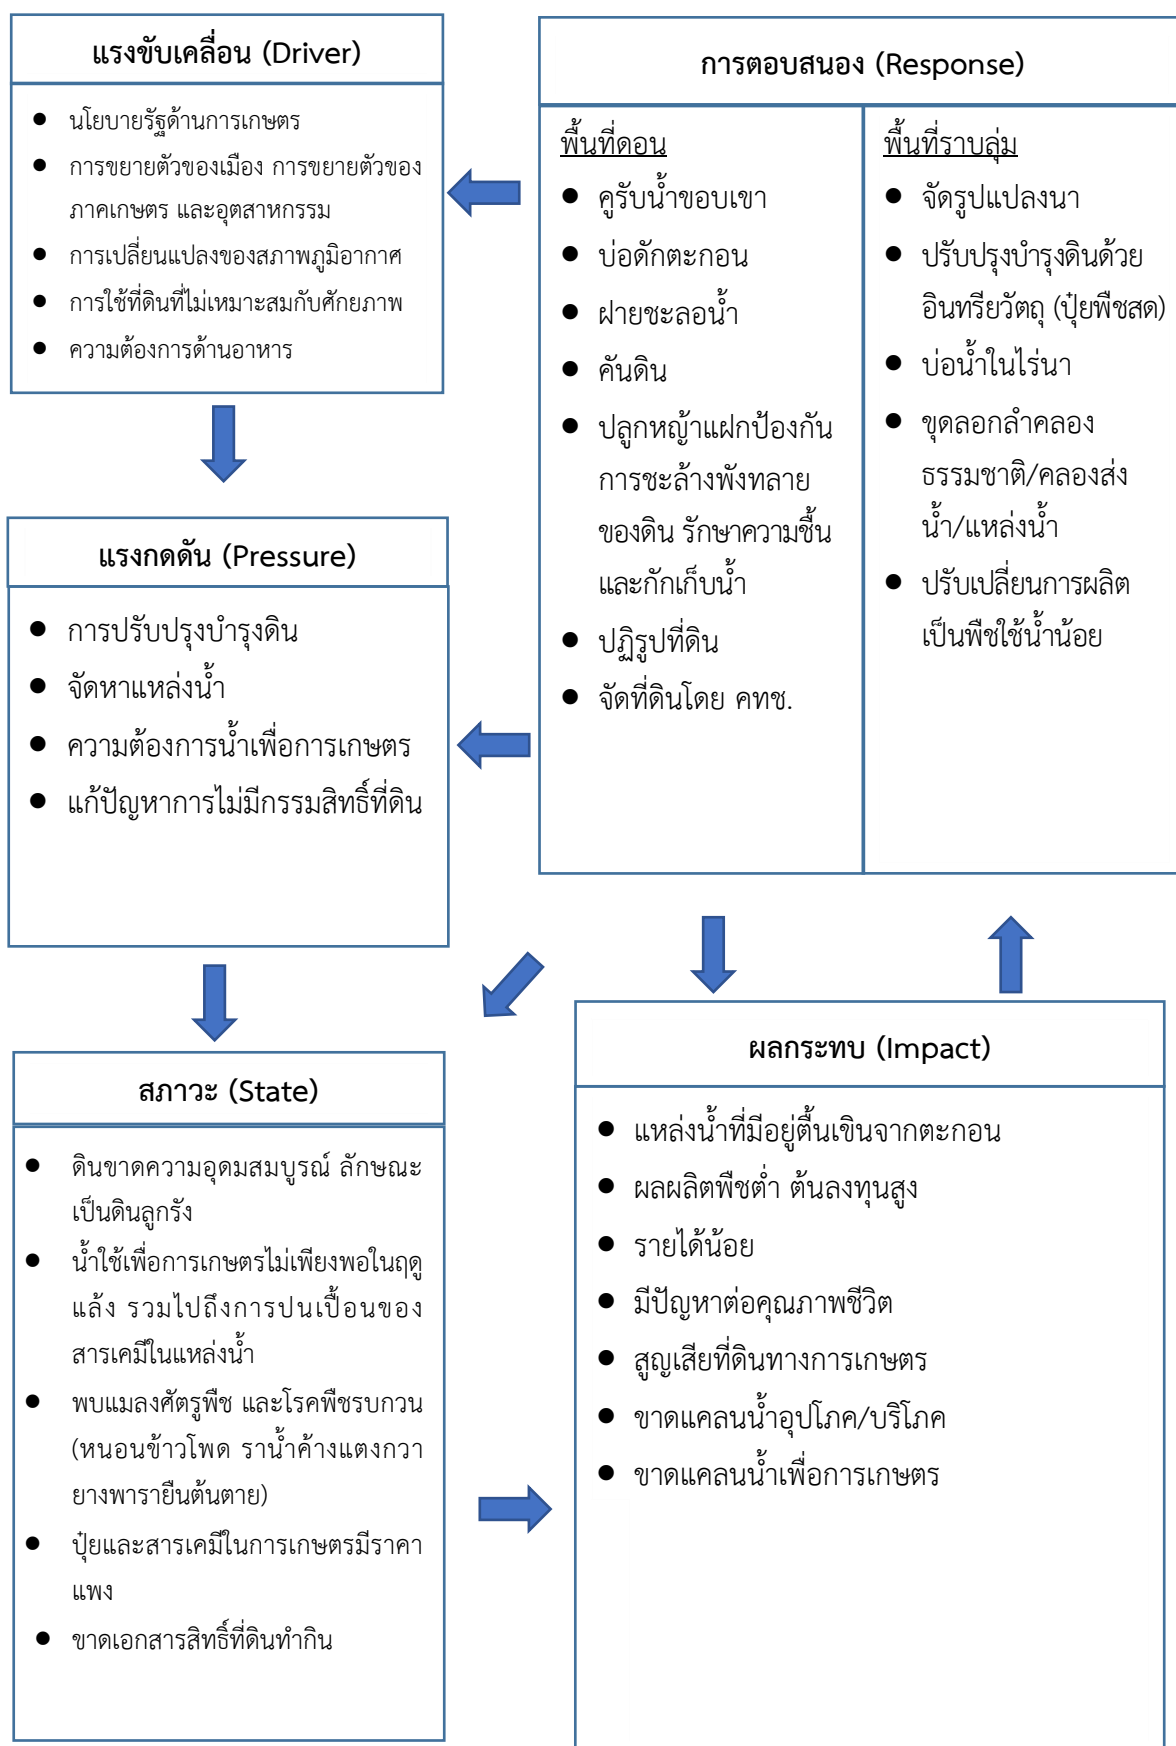 แรงขับเคลื่อน (Driver)
● นโยบายรัฐด้านการเกษตร
● การขยายตัวของเมือง การขยายตัวของ
ภาคเกษตร และอุตสาหกรรม
● การเปลี่ยนแปลงของสภาพภูมิอากาศ
● การใช้ที่ดินที่ไม่เหมาะสมกับศักยภาพ
● ความต้องการด้านอาหาร
แรงกดดัน (Pressure)
● การปรับปรุงบำรุงดิน
● จัดหาแหล่งน้ำ
● ความต้องการน้ำเพื่อการเกษตร
● แก้ปัญหาการไม่มีกรรมสิทธิ์ที่ดิน
สภาวะ (State)
● ดินขาดความอุดมสมบูรณ์ ลักษณะ
เป็นดินลูกรัง
● น้ำใช้เพื่อการเกษตรไม่เพียงพอในฤดู
แล้ง รวมไปถึงการปนเปื้อนของ
สารเคมีในแหล่งน้ำ
● พบแมลงศัตรูพืช และโรคพืชรบกวน
(หนอนข้าวโพด ราน้ำค้างแตงกวา
ยางพารายืนต้นตาย)
● ปุ๋ยและสารเคมีในการเกษตรมีราคา
แพง
● ขาดเอกสารสิทธิ์ที่ดินทำกิน
การตอบสนอง (Response)
พื้นที่ดอน
● คูรับน้ำขอบเขา
● บ่อดักตะกอน
● ฝายชะลอน้ำ
● คันดิน
● ปลูกหญ้าแฝกป้องกัน
การชะล้างพังทลาย
ของดิน รักษาความชื้น
และกักเก็บน้ำ
● ปฏิรูปที่ดิน
● จัดที่ดินโดย คทช.
พื้นที่ราบลุ่ม
● จัดรูปแปลงนา
● ปรับปรุงบำรุงดินด้วย
อินทรียวัตถุ (ปุ๋ยพืชสด)
● บ่อน้ำในไร่นา
● ขุดลอกลำคลอง
ธรรมชาติ/คลองส่ง
น้ำ/แหล่งน้ำ
● ปรับเปลี่ยนการผลิต
เป็นพืชใช้น้ำน้อย
ผลกระทบ (Impact)
● แหล่งน้ำที่มีอยู่ตื้นเขินจากตะกอน
● ผลผลิตพืชต่ำ ต้นลงทุนสูง
● รายได้น้อย
● มีปัญหาต่อคุณภาพชีวิต
● สูญเสียที่ดินทางการเกษตร
● ขาดแคลนน้ำอุปโภค/บริโภค
● ขาดแคลนน้ำเพื่อการเกษตร